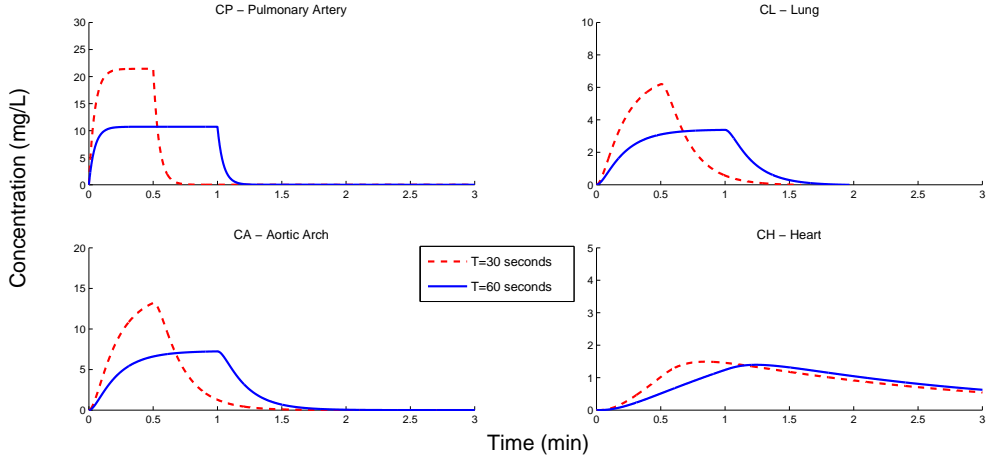 CP – Pulmonary Artery
30
25
20
15
10
5
0
0 0.5 1 1.5 2 2.5 3
CL – Lung
10
8
6
4
2
0
0 0.5 1 1.5 2 2.5 3
Concentration (mg/L)
CA – Aortic Arch
20
15
10
5
0
0 0.5 1 1.5 2 2.5 3
T=30 seconds
T=60 seconds
CH – Heart
5
4
3
2
1
0
0 0.5 1 1.5 2 2.5 3
Time (min)